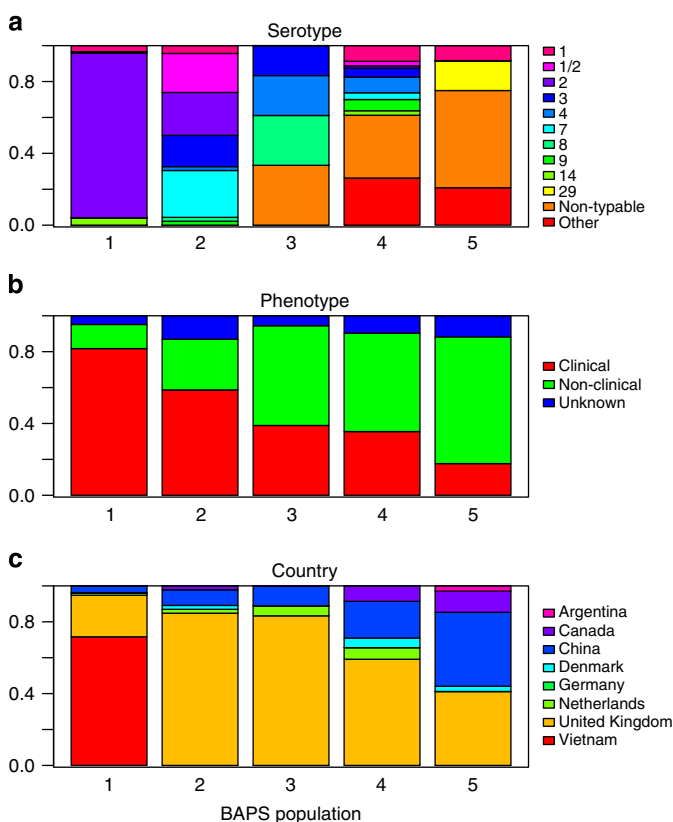 a
Serotype
0.8
0.4
0.0
1 2 3 4 5
1
1/2
2
3
4
7
8
9
14
29
Non-typable
Other
b
Phenotype
0.8
0.4
0.0
1 2 3 4 5
Clinical
Non-clinical
Unknown
c
Country
0.8
0.4
0.0
1 2 3 4 5
BAPS population
Argentina
Canada
China
Denmark
Germany
Netherlands
United Kingdom
Vietnam